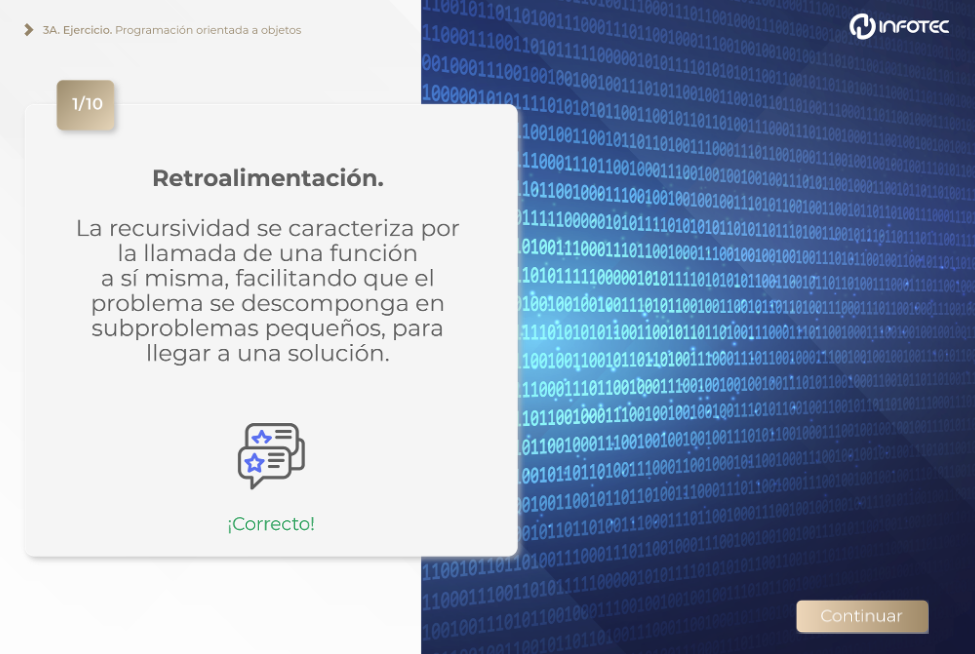 3A. Ejercicio. Programación orientada a objetos
INFOTEC
1/10
Retroalimentación.
La recursividad se caracteriza por
la llamada de una función
a sí misma, facilitando que el
problema se descomponga en
subproblemas pequeños, para
llegar a una solución.
¡Correcto!
Continuar